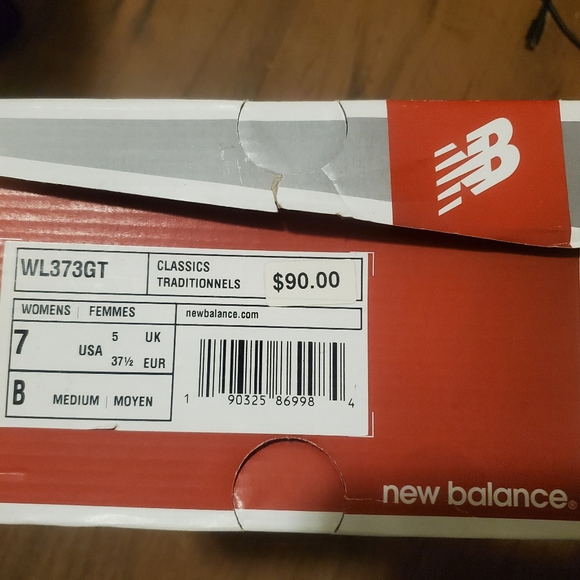 NB
WL373GT
CLASSICS
TRADITIONNELS
$90.00
WOMENS | FEMMES
newbalance.com
7 USA 5 UK
37½ EUR
B MEDIUM | MOYEN
1 90325 86998 4
new balance®